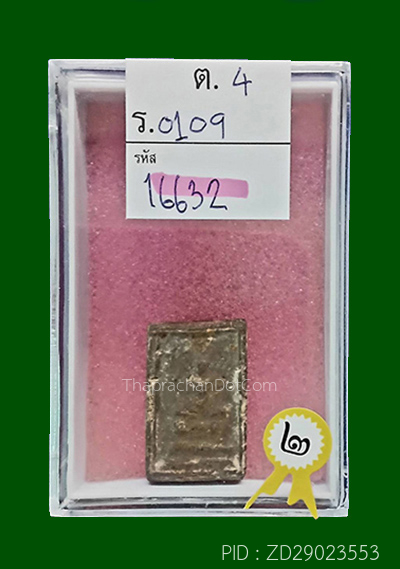 ต. 4
ร.0109
รหัส
16632
ThaprachanDotCom
๒
PID : ZD29023553